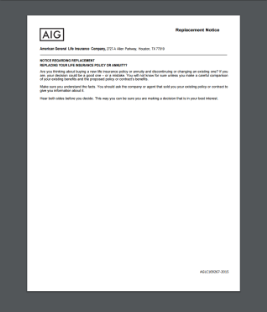 AIG
Replacement Notice
American General Life Insurance Company, 2727-A Allen Parkway, Houston, TX 77019
NOTICE REGARDING REPLACEMENT
REPLACING YOUR LIFE INSURANCE POLICY OR ANNUITY?
Are you thinking about buying a new life insurance policy or annuity and discontinuing or changing an existing one? If you
are, your decision could be a good one – or a mistake. You will not know for sure unless you make a careful comparison
of your existing benefits and the proposed policy or contract's benefits.
Make sure you understand the facts. You should ask the company or agent that sold you your existing policy or contract to
give you information about it.
Hear both sides before you decide. This way you can be sure you are making a decision that is in your best interest.